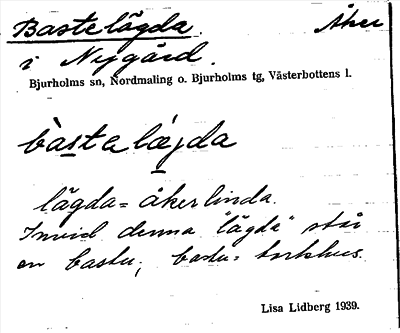 Bastelägda. Åker
i Nygård.
Bjurholms sn, Nordmaling o. Bjurholms tg, Västerbottens l.
bàstalæjda
lägda = åkerlinda.
Invid denna "lägda" står
en bastu; bastu = torkhus.
Lisa Lidberg 1939.